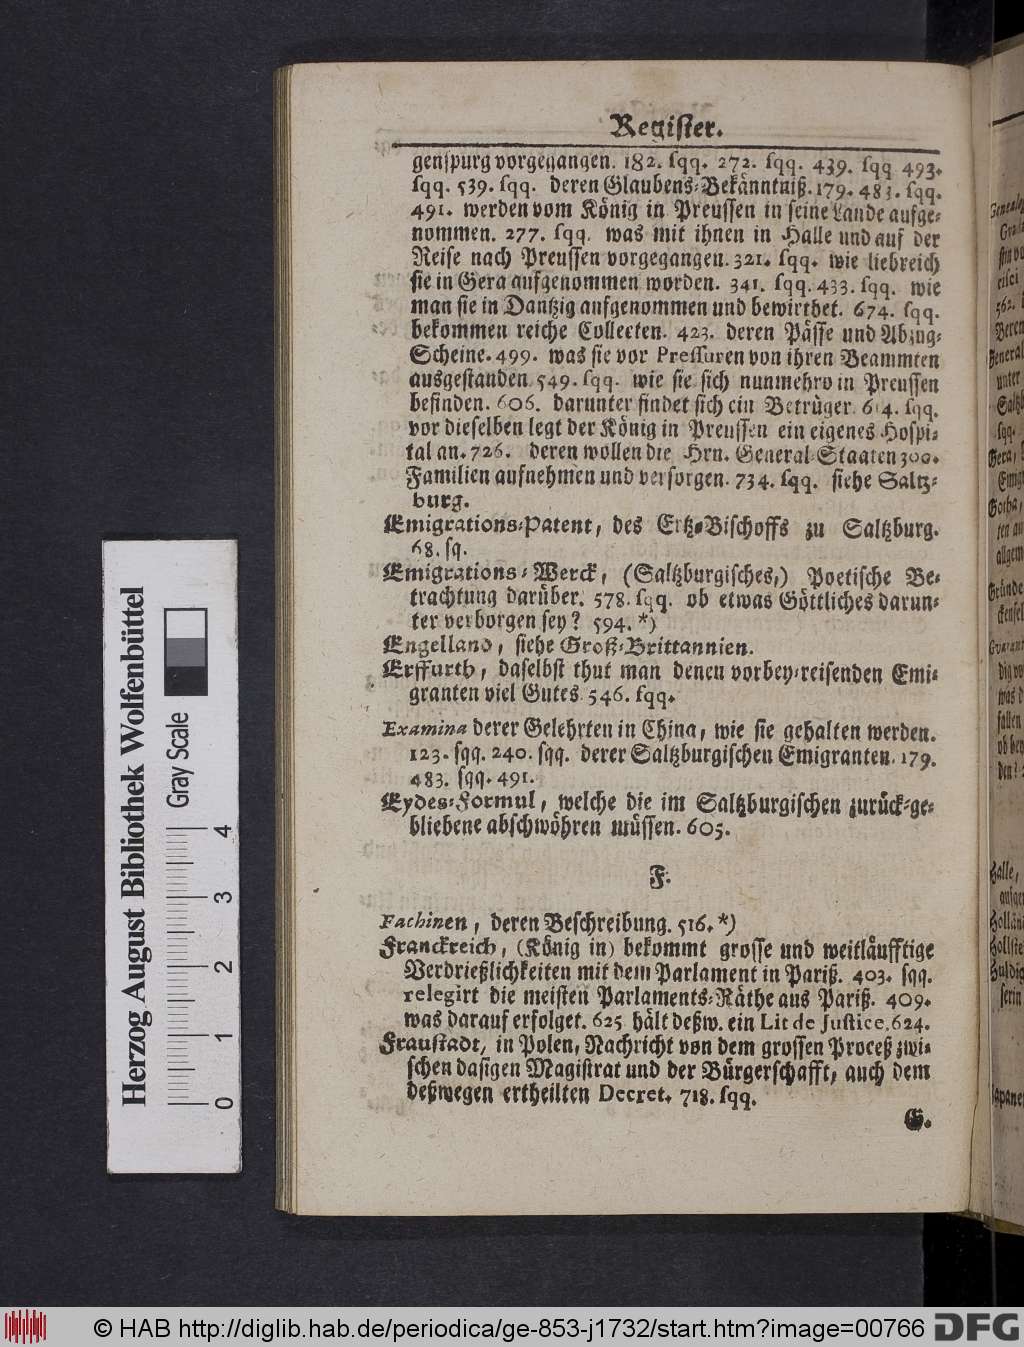 Register.
genspurg vorgegangen. 182. sqq. 272. sqq. 439. sqq 493.
sqq. 539. sqq. deren Glaubens-Bekänntniß. 179. 483. sqq.
491. werden vom König in Preussen in seine Lande aufge-
nommen. 277. sqq. was mit ihnen in Halle und auf der
Reise nach Preussen vorgegangen. 321. sqq. wie liebreich
sie in Gera aufgenommen worden. 341. sqq. 433. sqq. wie
man sie in Dantzig aufgenommen und bewirthet. 674. sqq.
bekommen reiche Collecten. 423. deren Pässe und Abzug-
Scheine. 499. was sie vor Pressuren von ihren Beammten
ausgestanden 549. sqq. wie sie sich nunmehro in Preussen
befinden. 606. darunter findet sich ein Betrüger. 614. sqq.
vor dieselben legt der König in Preussen ein eigenes Hospi-
tal an. 726. deren wollen die Hrn. General-Staaten 300.
Familien aufnehmen und versorgen. 734. sqq. siehe Saltz-
burg.
Emigrations-Patent, des Ertz-Bischoffs zu Saltzburg.
68. sq.
Emigrations-Werck, (Saltzburgisches,) Poetische Be-
trachtung darüber. 578. sqq. ob etwas Göttliches darun-
ter verborgen sey? 594. *)
Engelland, siehe Groß-Brittannien.
Erffurth, daselbst thut man denen vorbey-reisenden Emi-
granten viel Gutes 546. sqq.
Examina derer Gelehrten in China, wie sie gehalten werden.
123. sqq. 240. sqq. derer Saltzburgischen Emigranten. 179.
483. sqq. 491.
Eydes-Formul, welche die im Saltzburgischen zurück-ge-
bliebene abschwöhren müssen. 605.
F.
Fachinen, deren Beschreibung. 516. *)
Franckreich, (König in) bekommt grosse und weitläufftige
Verdrießlichkeiten mit dem Parlament in Pariß. 403. sqq.
relegirt die meisten Parlaments-Räthe aus Pariß. 409.
was darauf erfolget. 625 hält deßw. ein Lit de Justice. 624.
Fraustadt, in Polen, Nachricht von dem grossen Proceß zwi-
schen dasigen Magistrat und der Bürgerschafft, auch dem
deßwegen ertheilten Decret. 718. sqq.
G.
Herzog August Bibliothek Wolfenbüttel
Gray Scale
0 1 2 3 4
© HAB http://diglib.hab.de/periodica/ge-853-j1732/start.htm?image=00766
DFG